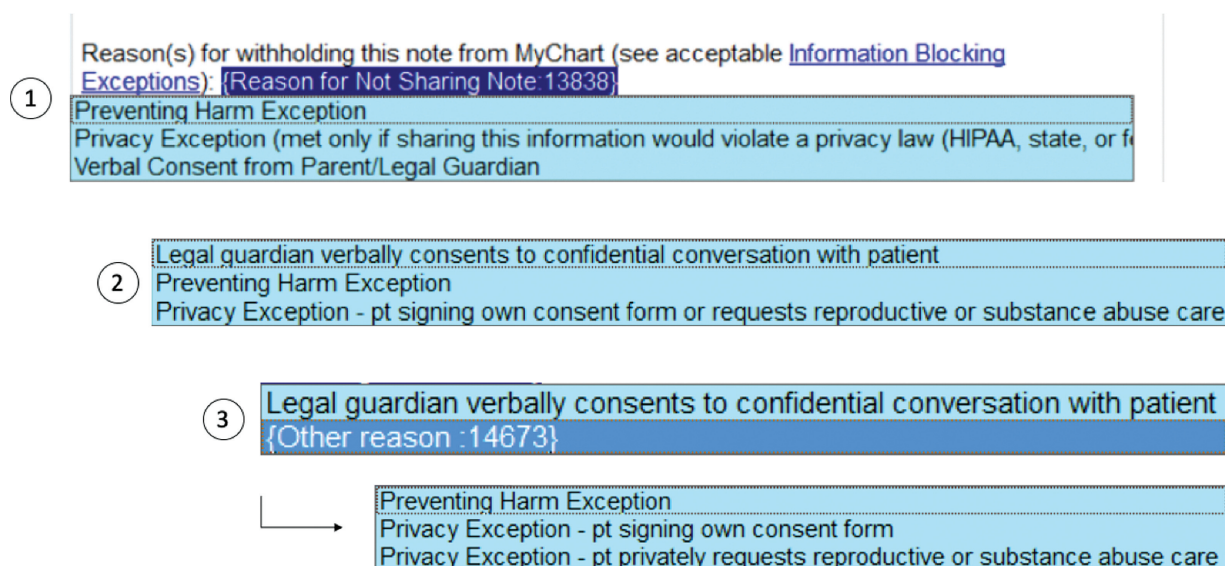 Reason(s) for withholding this note from MyChart (see acceptable Information Blocking
Exceptions): {Reason for Not Sharing Note:13838}
1
Preventing Harm Exception
Privacy Exception (met only if sharing this information would violate a privacy law (HIPAA, state, or
Verbal Consent from Parent/Legal Guardian
2
Legal guardian verbally consents to confidential conversation with patient
Preventing Harm Exception
Privacy Exception - pt signing own consent form or requests reproductive or substance abuse care
3
Legal guardian verbally consents to confidential conversation with patient
{Other reason :14673}
Preventing Harm Exception
Privacy Exception - pt signing own consent form
Privacy Exception - pt privately requests reproductive or substance abuse care